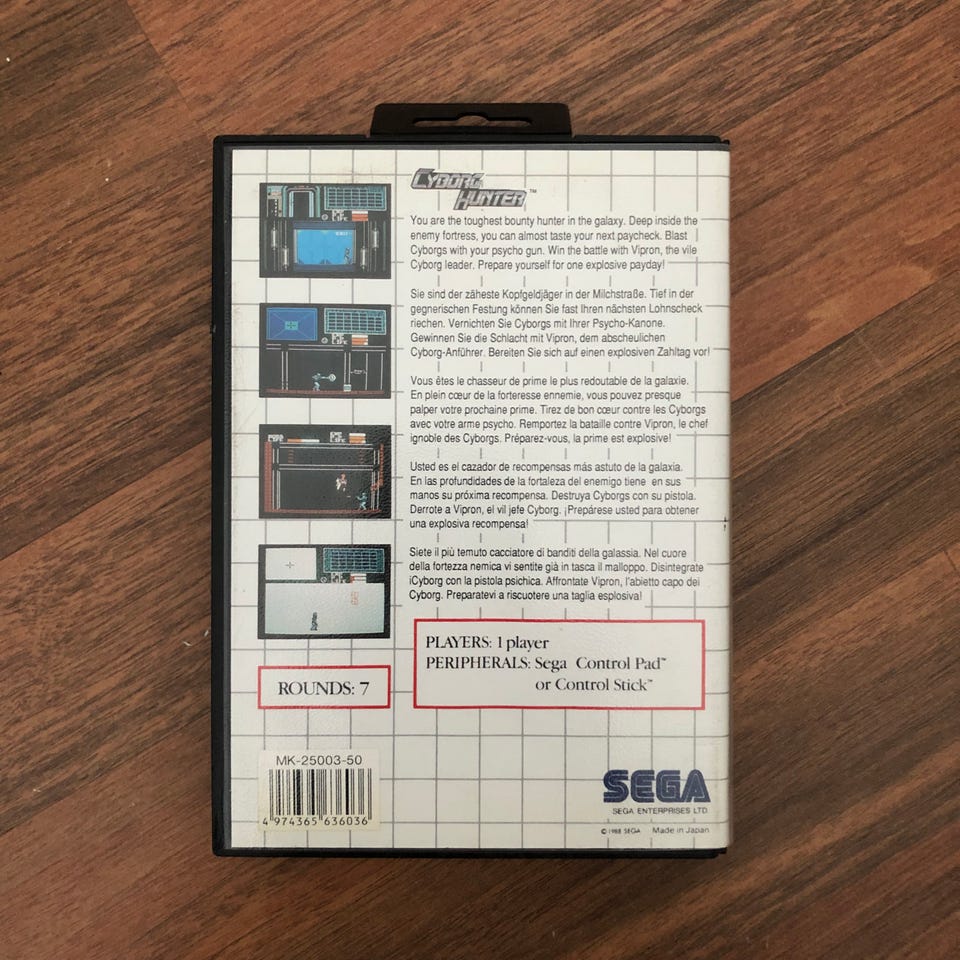 CYBORG
HUNTER™
You are the toughest bounty hunter in the galaxy. Deep inside the
enemy fortress, you can almost taste your next paycheck. Blast
Cyborgs with your psycho gun. Win the battle with Vipron, the vile
Cyborg leader. Prepare yourself for one explosive payday!
Sie sind der zäheste Kopfgeldjäger in der Milchstraße. Tief in der
gegnerischen Festung können Sie fast Ihren nächsten Lohnscheck
riechen. Vernichten Sie Cyborgs mit Ihrer Psycho-Kanone.
Gewinnen Sie die Schlacht mit Vipron, dem abscheulichen
Cyborg-Anführer. Bereiten Sie sich auf einen explosiven Zahltag vor!
Vous êtes le chasseur de prime le plus redoutable de la galaxie.
En plein cœur de la forteresse ennemie, vous pouvez presque
palper votre prochaine prime. Tirez de bon cœur contre les Cyborgs
avec votre arme psycho. Remportez la bataille contre Vipron, le chef
ignoble des Cyborgs. Préparez-vous, la prime est explosive!
Usted es el cazador de recompensas más astuto de la galaxia.
En las profundidades de la fortaleza del enemigo tiene en sus
manos su próxima recompensa. Destruya Cyborgs con su pistola.
Derrote a Vipron, el vil jefe Cyborg. ¡Prepárese usted para obtener
una explosiva recompensa!
Siete il più temuto cacciatore di banditi della galassia. Nel cuore
della fortezza nemica vi sentite già in tasca il malloppo. Disintegrate
iCyborg con la pistola psichica. Affrontate Vipron, l'abietto capo dei
Cyborg. Preparatevi a riscuotere una taglia esplosiva!
PLAYERS: 1 player
PERIPHERALS: Sega Control Pad™
or Control Stick™
ROUNDS: 7
MK-25003-50
4 974365 636036
SEGA
SEGA ENTERPRISES LTD.
© 1988 SEGA Made in Japan